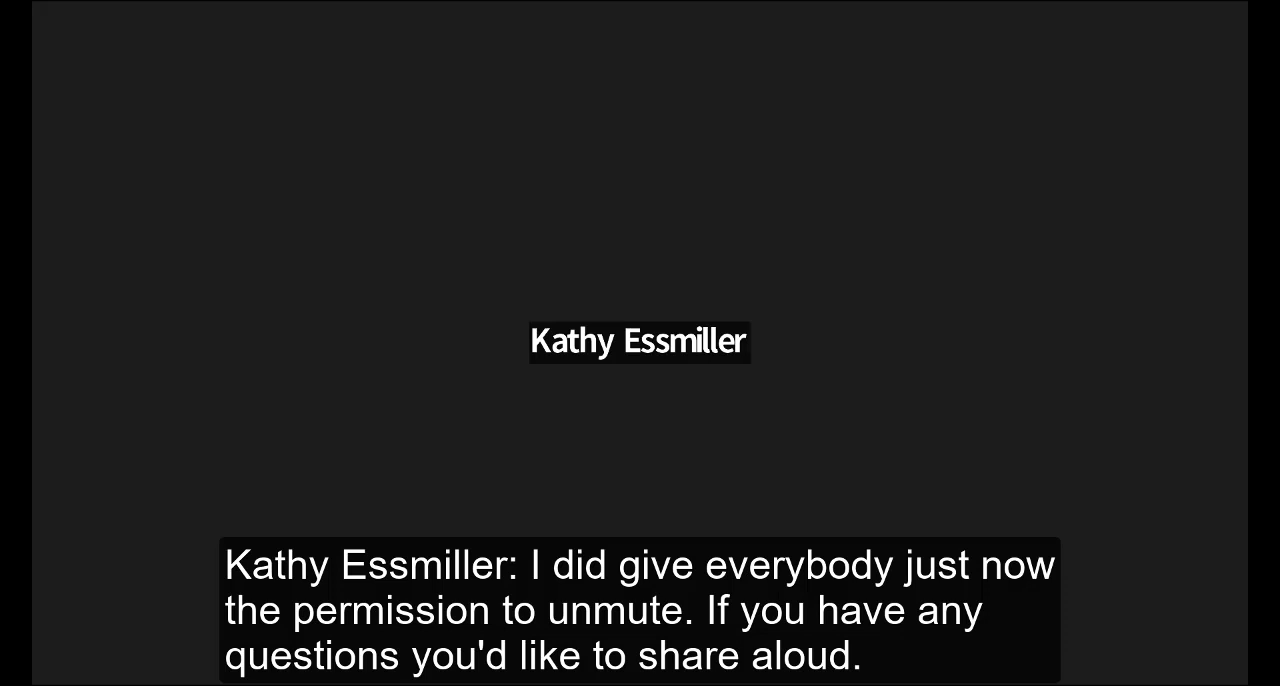 Kathy Essmiller
Kathy Essmiller: I did give everybody just now
the permission to unmute. If you have any
questions you'd like to share aloud.